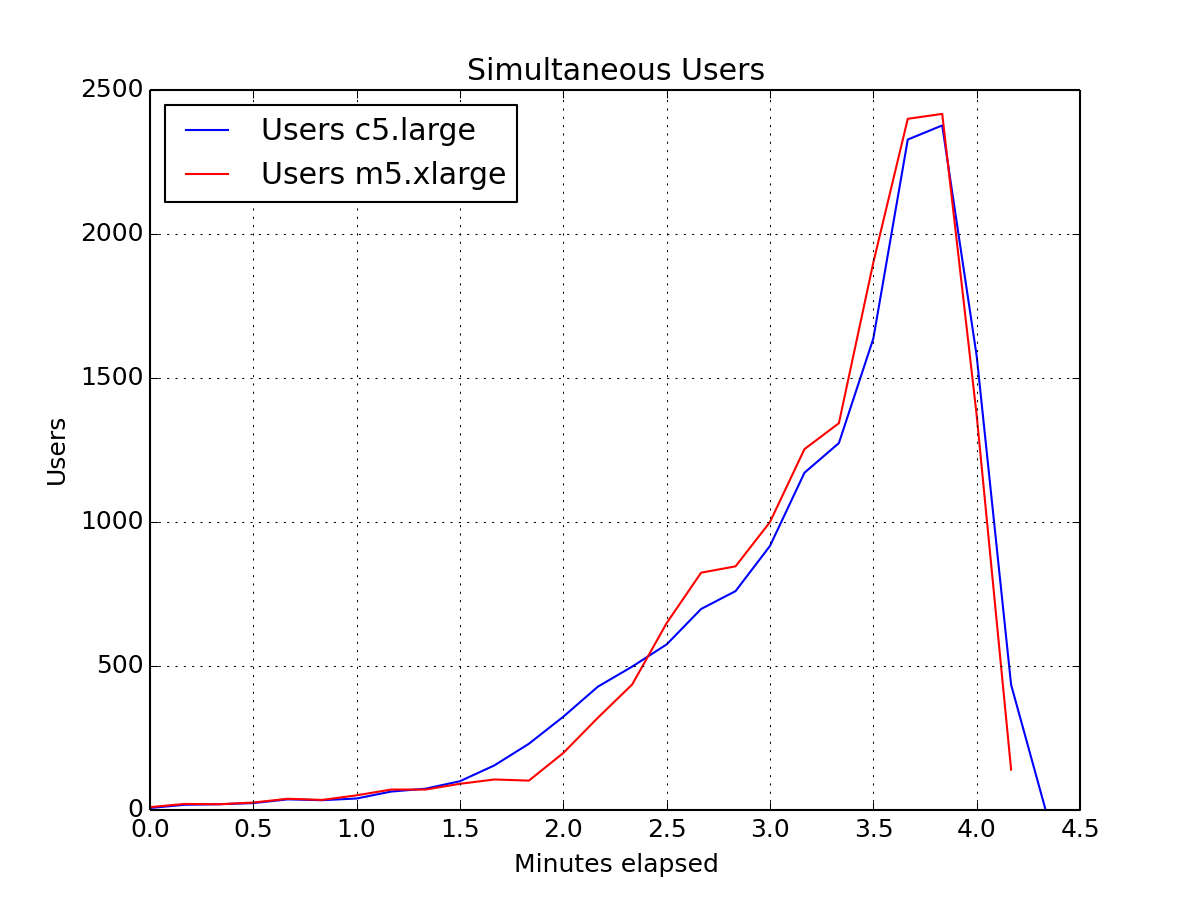 Simultaneous Users
2500
Users c5.large
Users m5.xlarge
2000
1500
Users
1000
500
0
0.0 0.5 1.0 1.5 2.0 2.5 3.0 3.5 4.0 4.5
Minutes elapsed